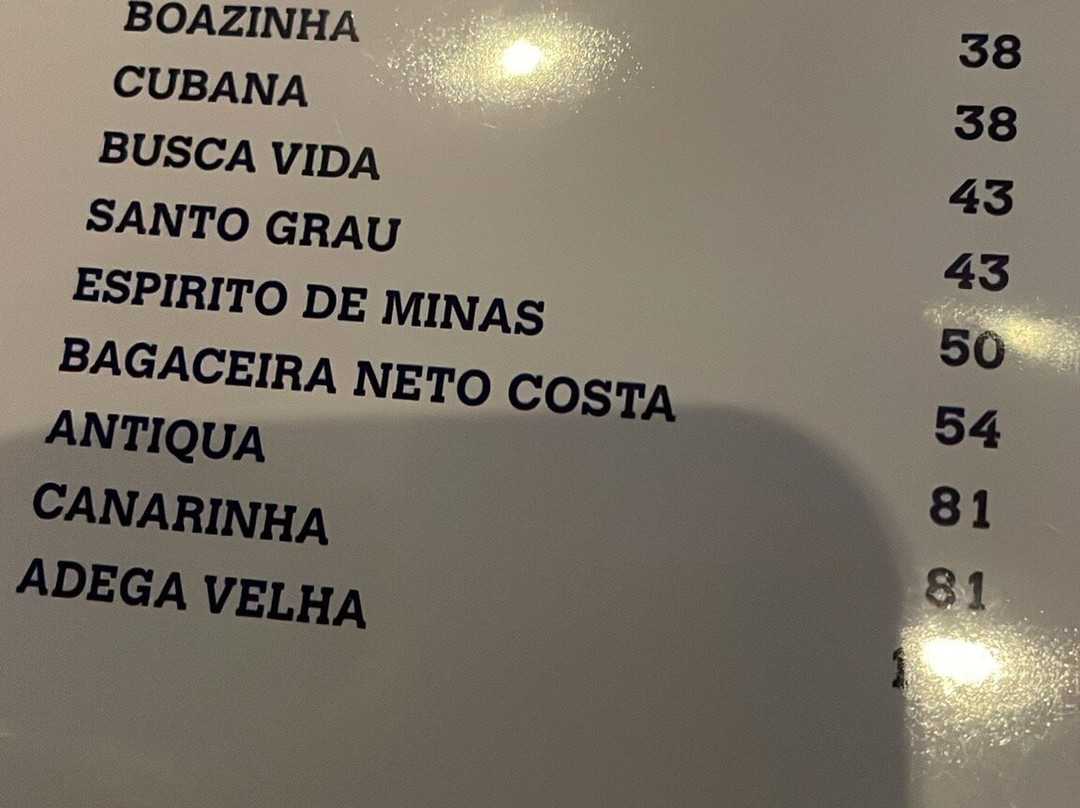 BOAZINHA 38
CUBANA 38
BUSCA VIDA 43
SANTO GRAU 43
ESPIRITO DE MINAS 50
BAGACEIRA NETO COSTA 54
ANTIQUA 81
CANARINHA 81
ADEGA VELHA